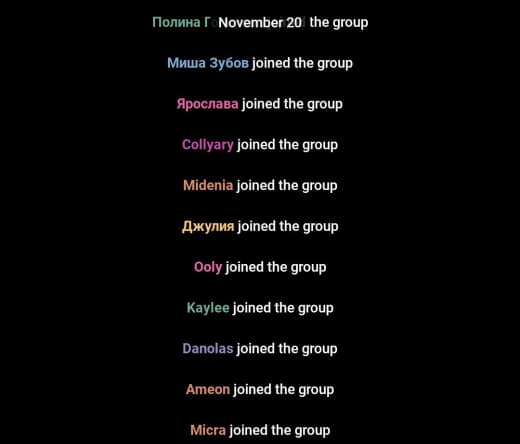 Полина Г November 20 the group
Миша Зубов joined the group
Ярослава joined the group
Collyary joined the group
Midenia joined the group
Джулия joined the group
Ooly joined the group
Kaylee joined the group
Danolas joined the group
Ameon joined the group
Micra joined the group